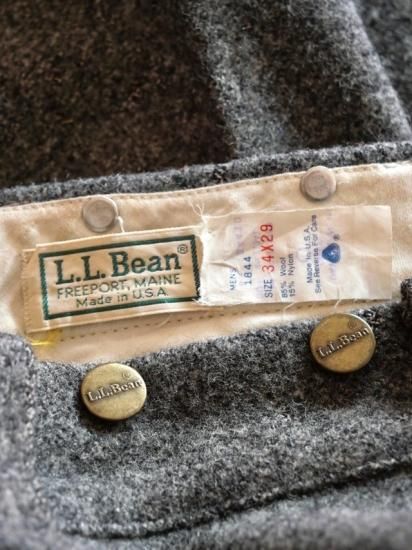 L.L. Bean®
FREEPORT, MAINE
Made in U.S.A.
MENS
1844
SIZE 34X29
85% Wool
15% Nylon
Made In U.S.A.
See Reverse For Care
L.L.Bean
L.L.Bean